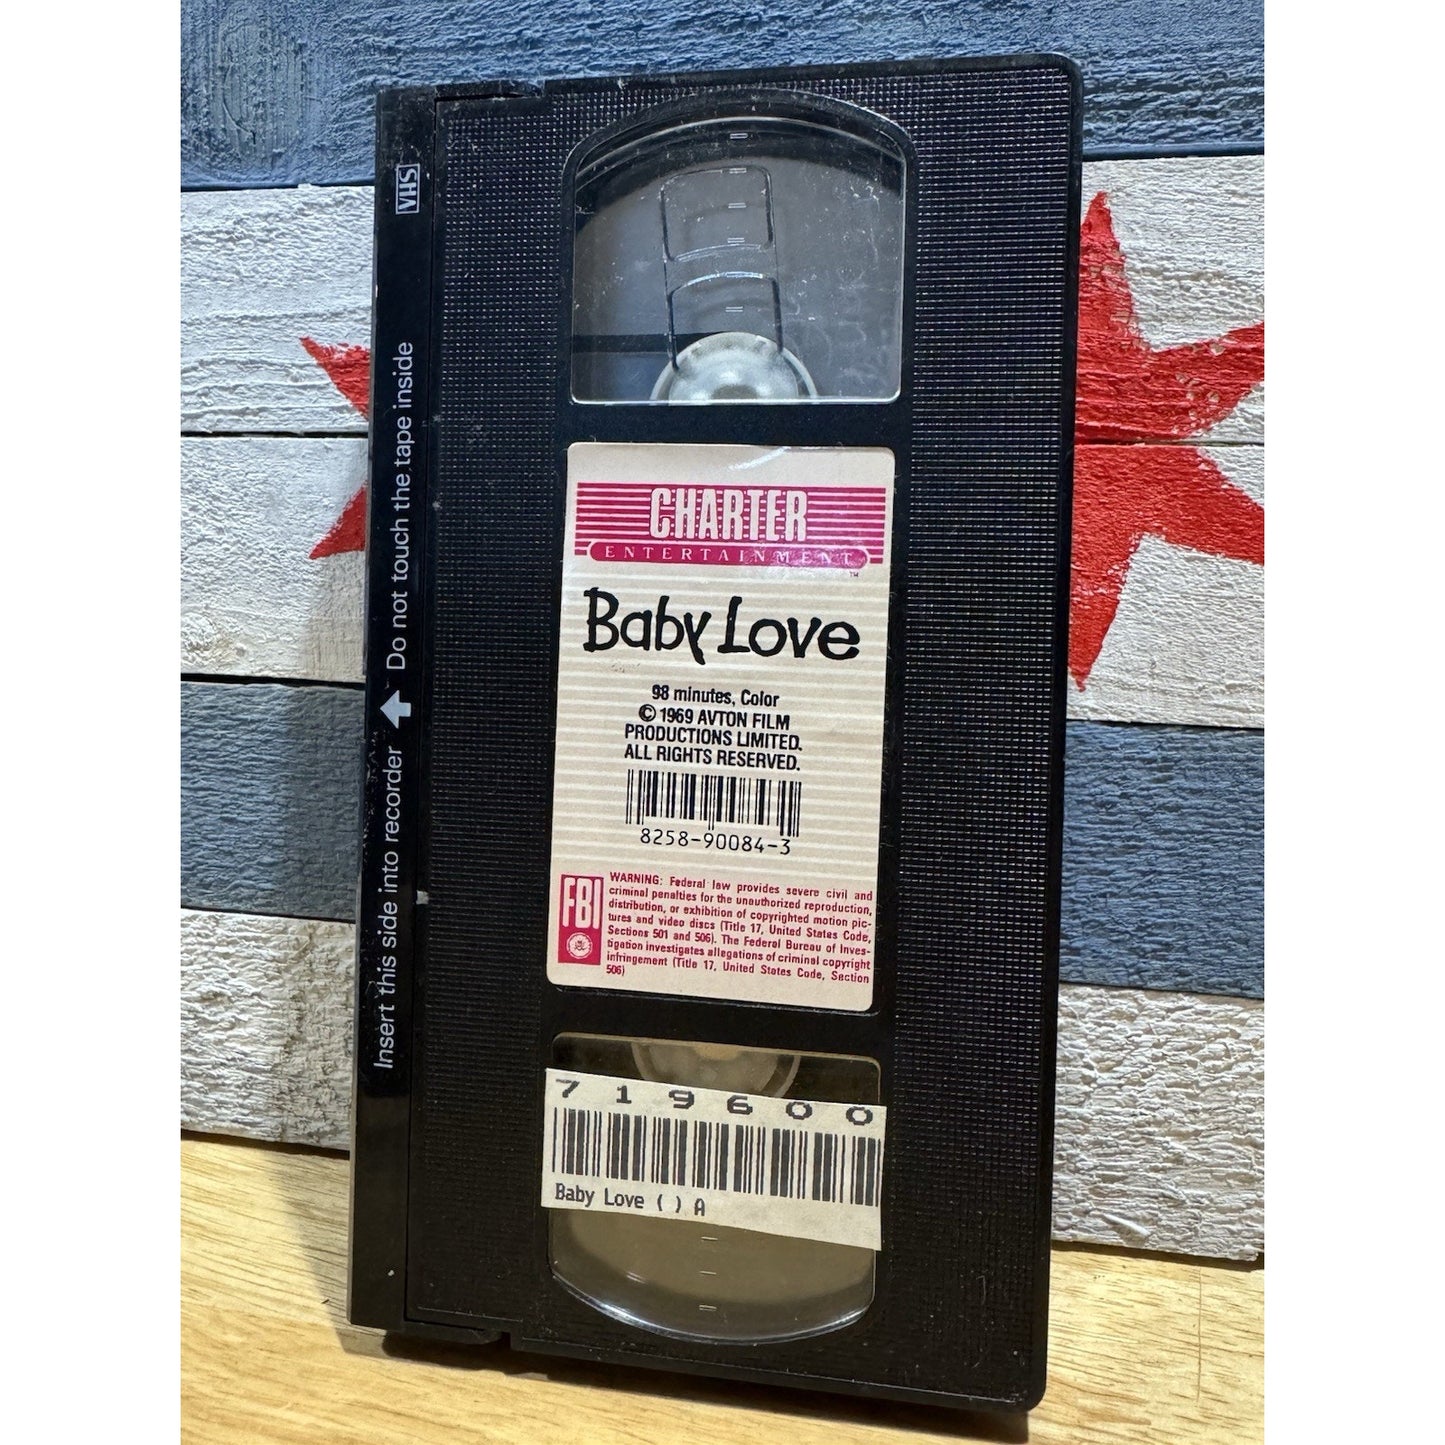 VHS
Insert this side into recorder ⬆ Do not touch the tape inside
CHARTER
ENTERTAINMENT
TM
Baby Love
98 minutes, Color
© 1969 AVTON FILM
PRODUCTIONS LIMITED.
ALL RIGHTS RESERVED.
8258-90084-3
FBI
WARNING: Federal law provides severe civil and
criminal penalties for the unauthorized reproduction,
distribution, or exhibition of copyrighted motion pic-
tures and video discs (Title 17, United States Code,
Sections 501 and 506). The Federal Bureau of Inves-
tigation investigates allegations of criminal copyright
infringement (Title 17, United States Code, Section
506)
719600
Baby Love ( ) A